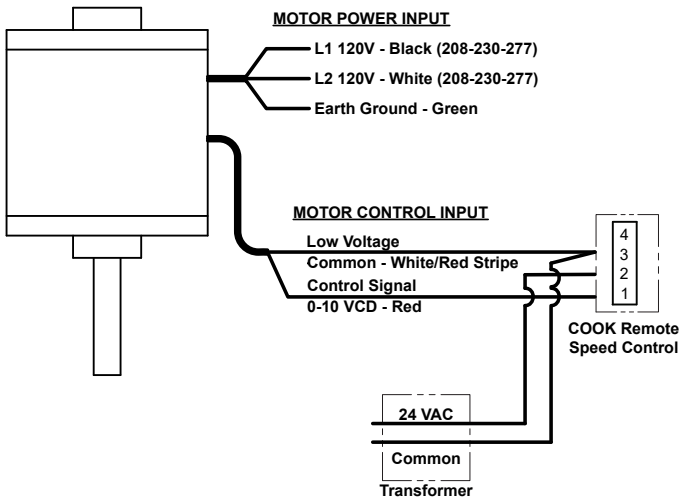 MOTOR POWER INPUT
L1 120V - Black (208-230-277)
L2 120V - White (208-230-277)
Earth Ground - Green
MOTOR CONTROL INPUT
Low Voltage
Common - White/Red Stripe
Control Signal
0-10 VCD - Red
4
3
2
1
COOK Remote
Speed Control
24 VAC
Common
Transformer